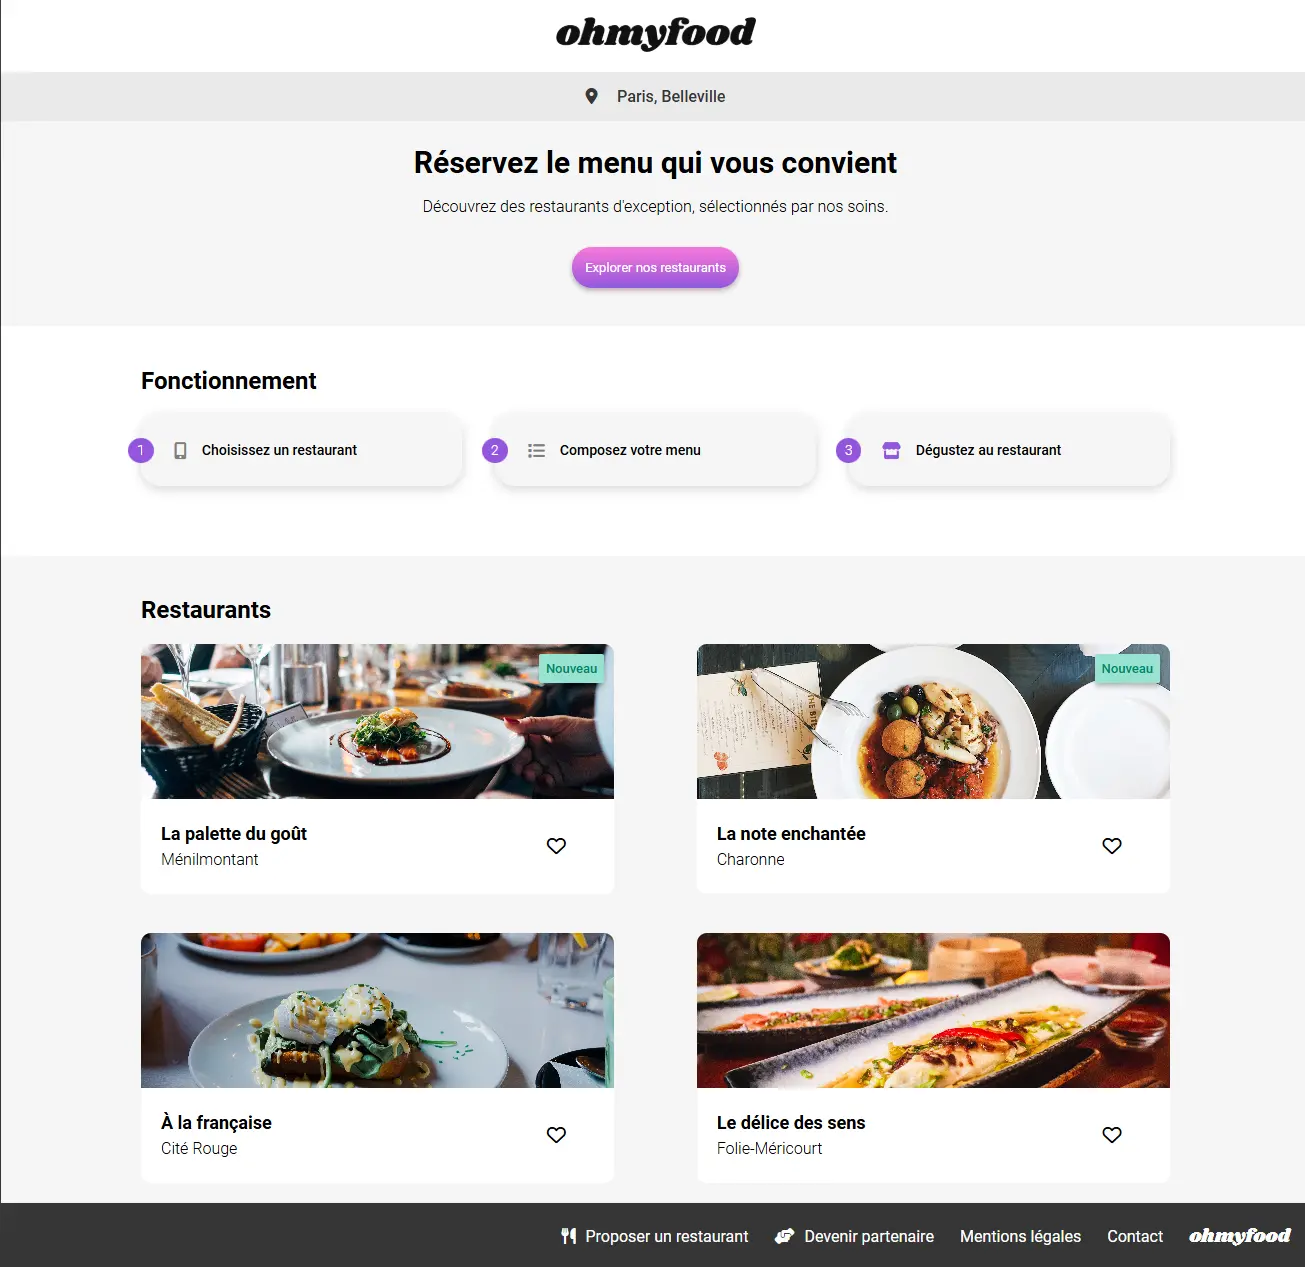 ohmyfood
Paris, Belleville
Réservez le menu qui vous convient
Découvrez des restaurants d'exception, sélectionnés par nos soins.
Explorer nos restaurants
Fonctionnement
1 Choisissez un restaurant
2 Composez votre menu
3 Dégustez au restaurant
Restaurants
Nouveau
La palette du goût
Ménilmontant
Nouveau
La note enchantée
Charonne
À la française
Cité Rouge
Le délice des sens
Folie-Méricourt
Proposer un restaurant Devenir partenaire Mentions légales Contact ohmyfood